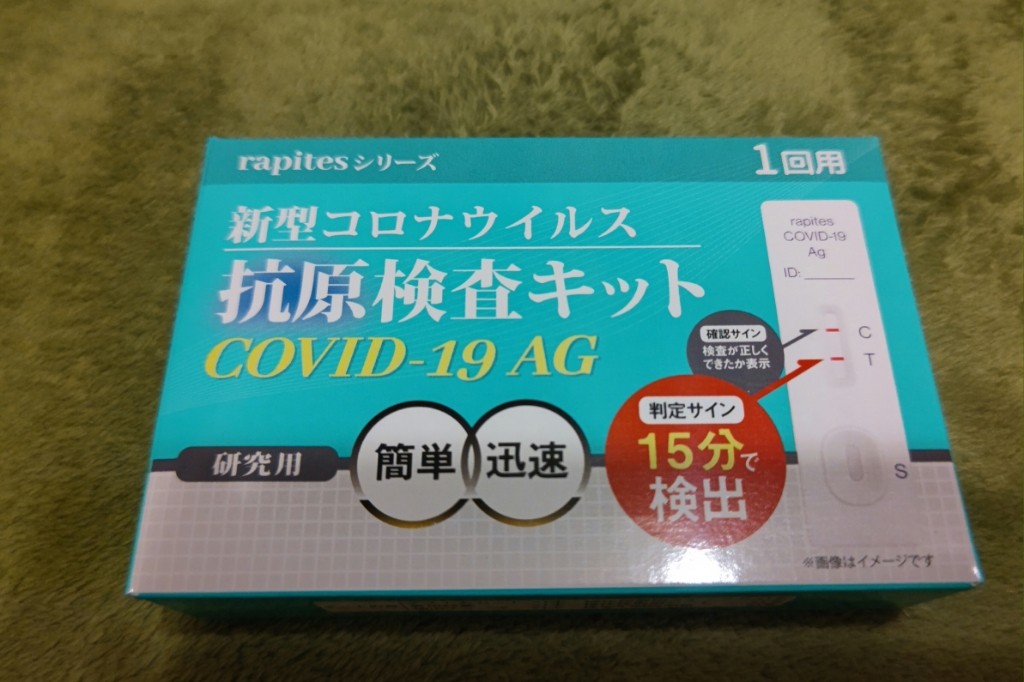 rapitesシリーズ
1回用
新型コロナウイルス
抗原検査キット
COVID-19 AG
研究用
簡単
迅速
確認サイン
検査が正しく
できたか表示
判定サイン
15分で
検出
rapites
COVID-19
Ag
ID:
C
T
S
※画像はイメージです